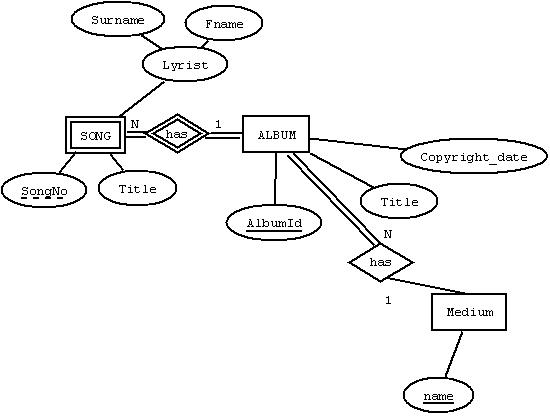 Surname
Fname
Lyrist
N
1
SONG
has
ALBUM
Copyright_date
SongNo
Title
Title
AlbumId
N
has
1
Medium
name